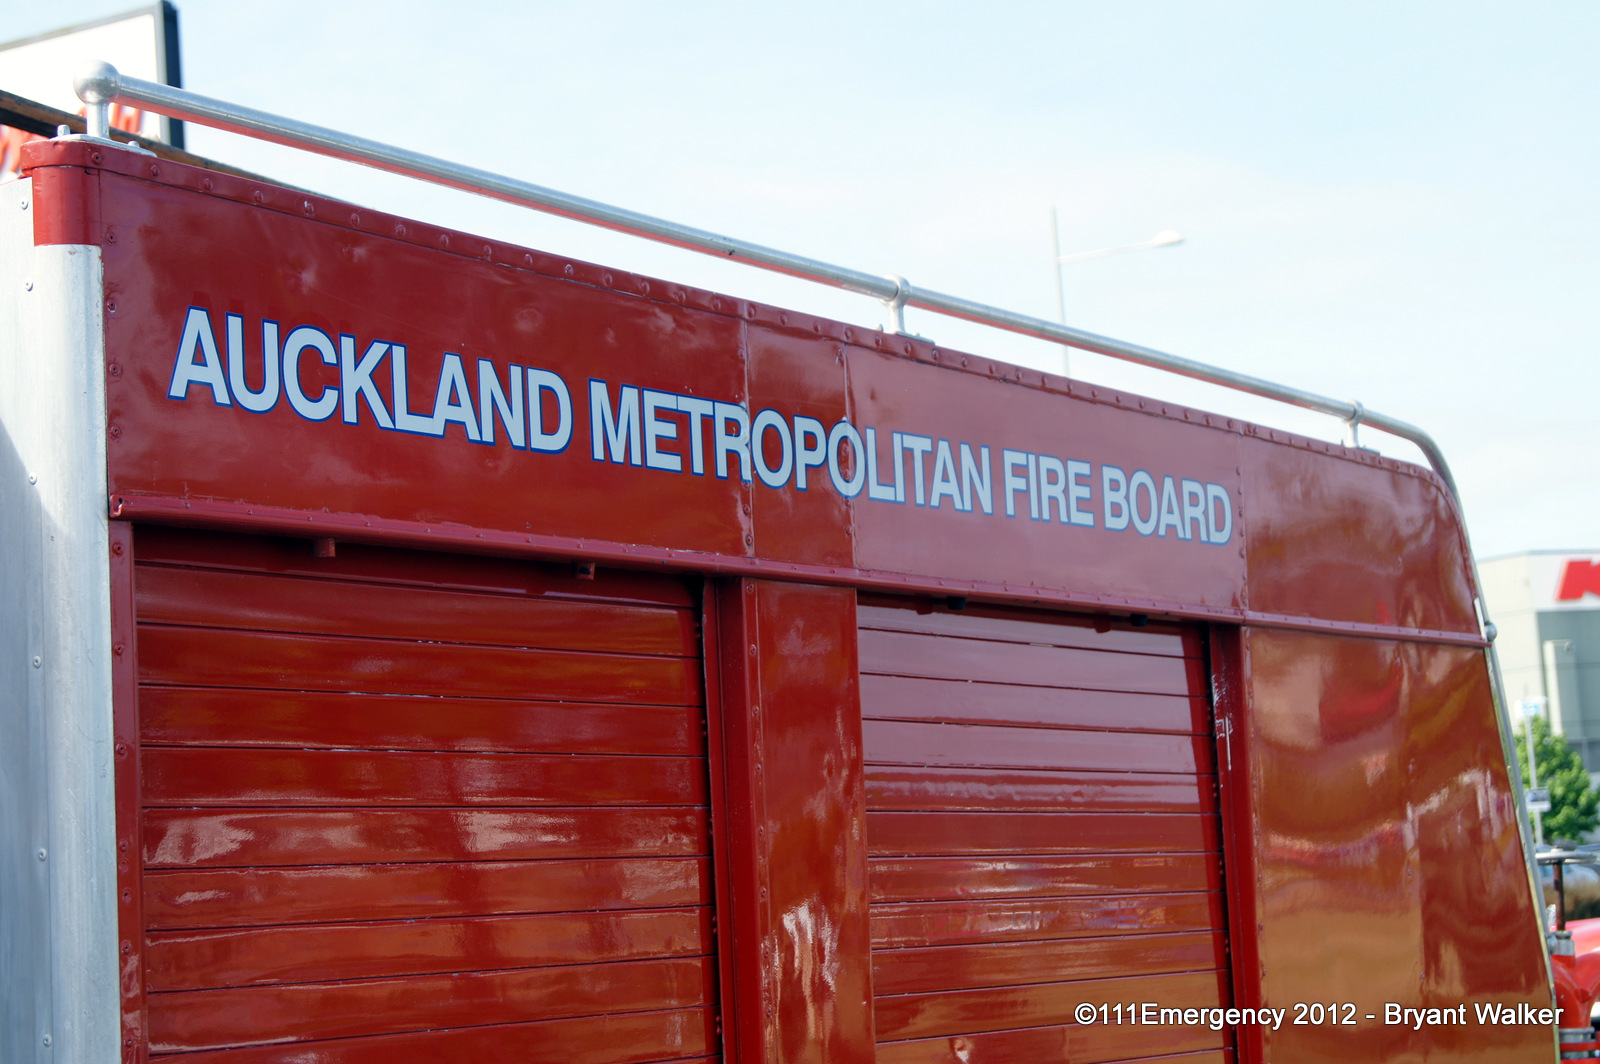 AUCKLAND METROPOLITAN FIRE BOARD
K
©111Emergency 2012 - Bryant Walker